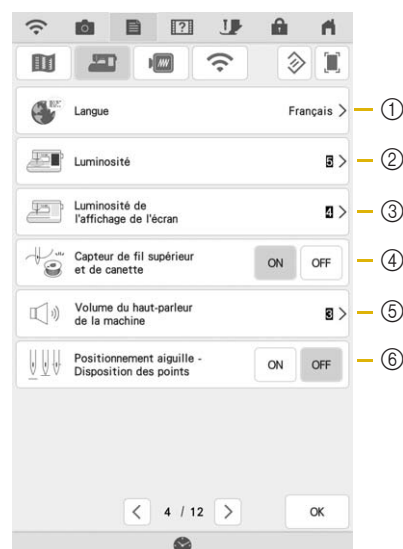 Langue
Français >
①
Luminosité
5 >
②
Luminosité de
l'affichage de l'écran
4 >
③
Capteur de fil supérieur
et de canette
ON
OFF
④
Volume du haut-parleur
de la machine
3 >
⑤
Positionnement aiguille -
Disposition des points
ON
OFF
⑥
< 4 / 12 >
OK